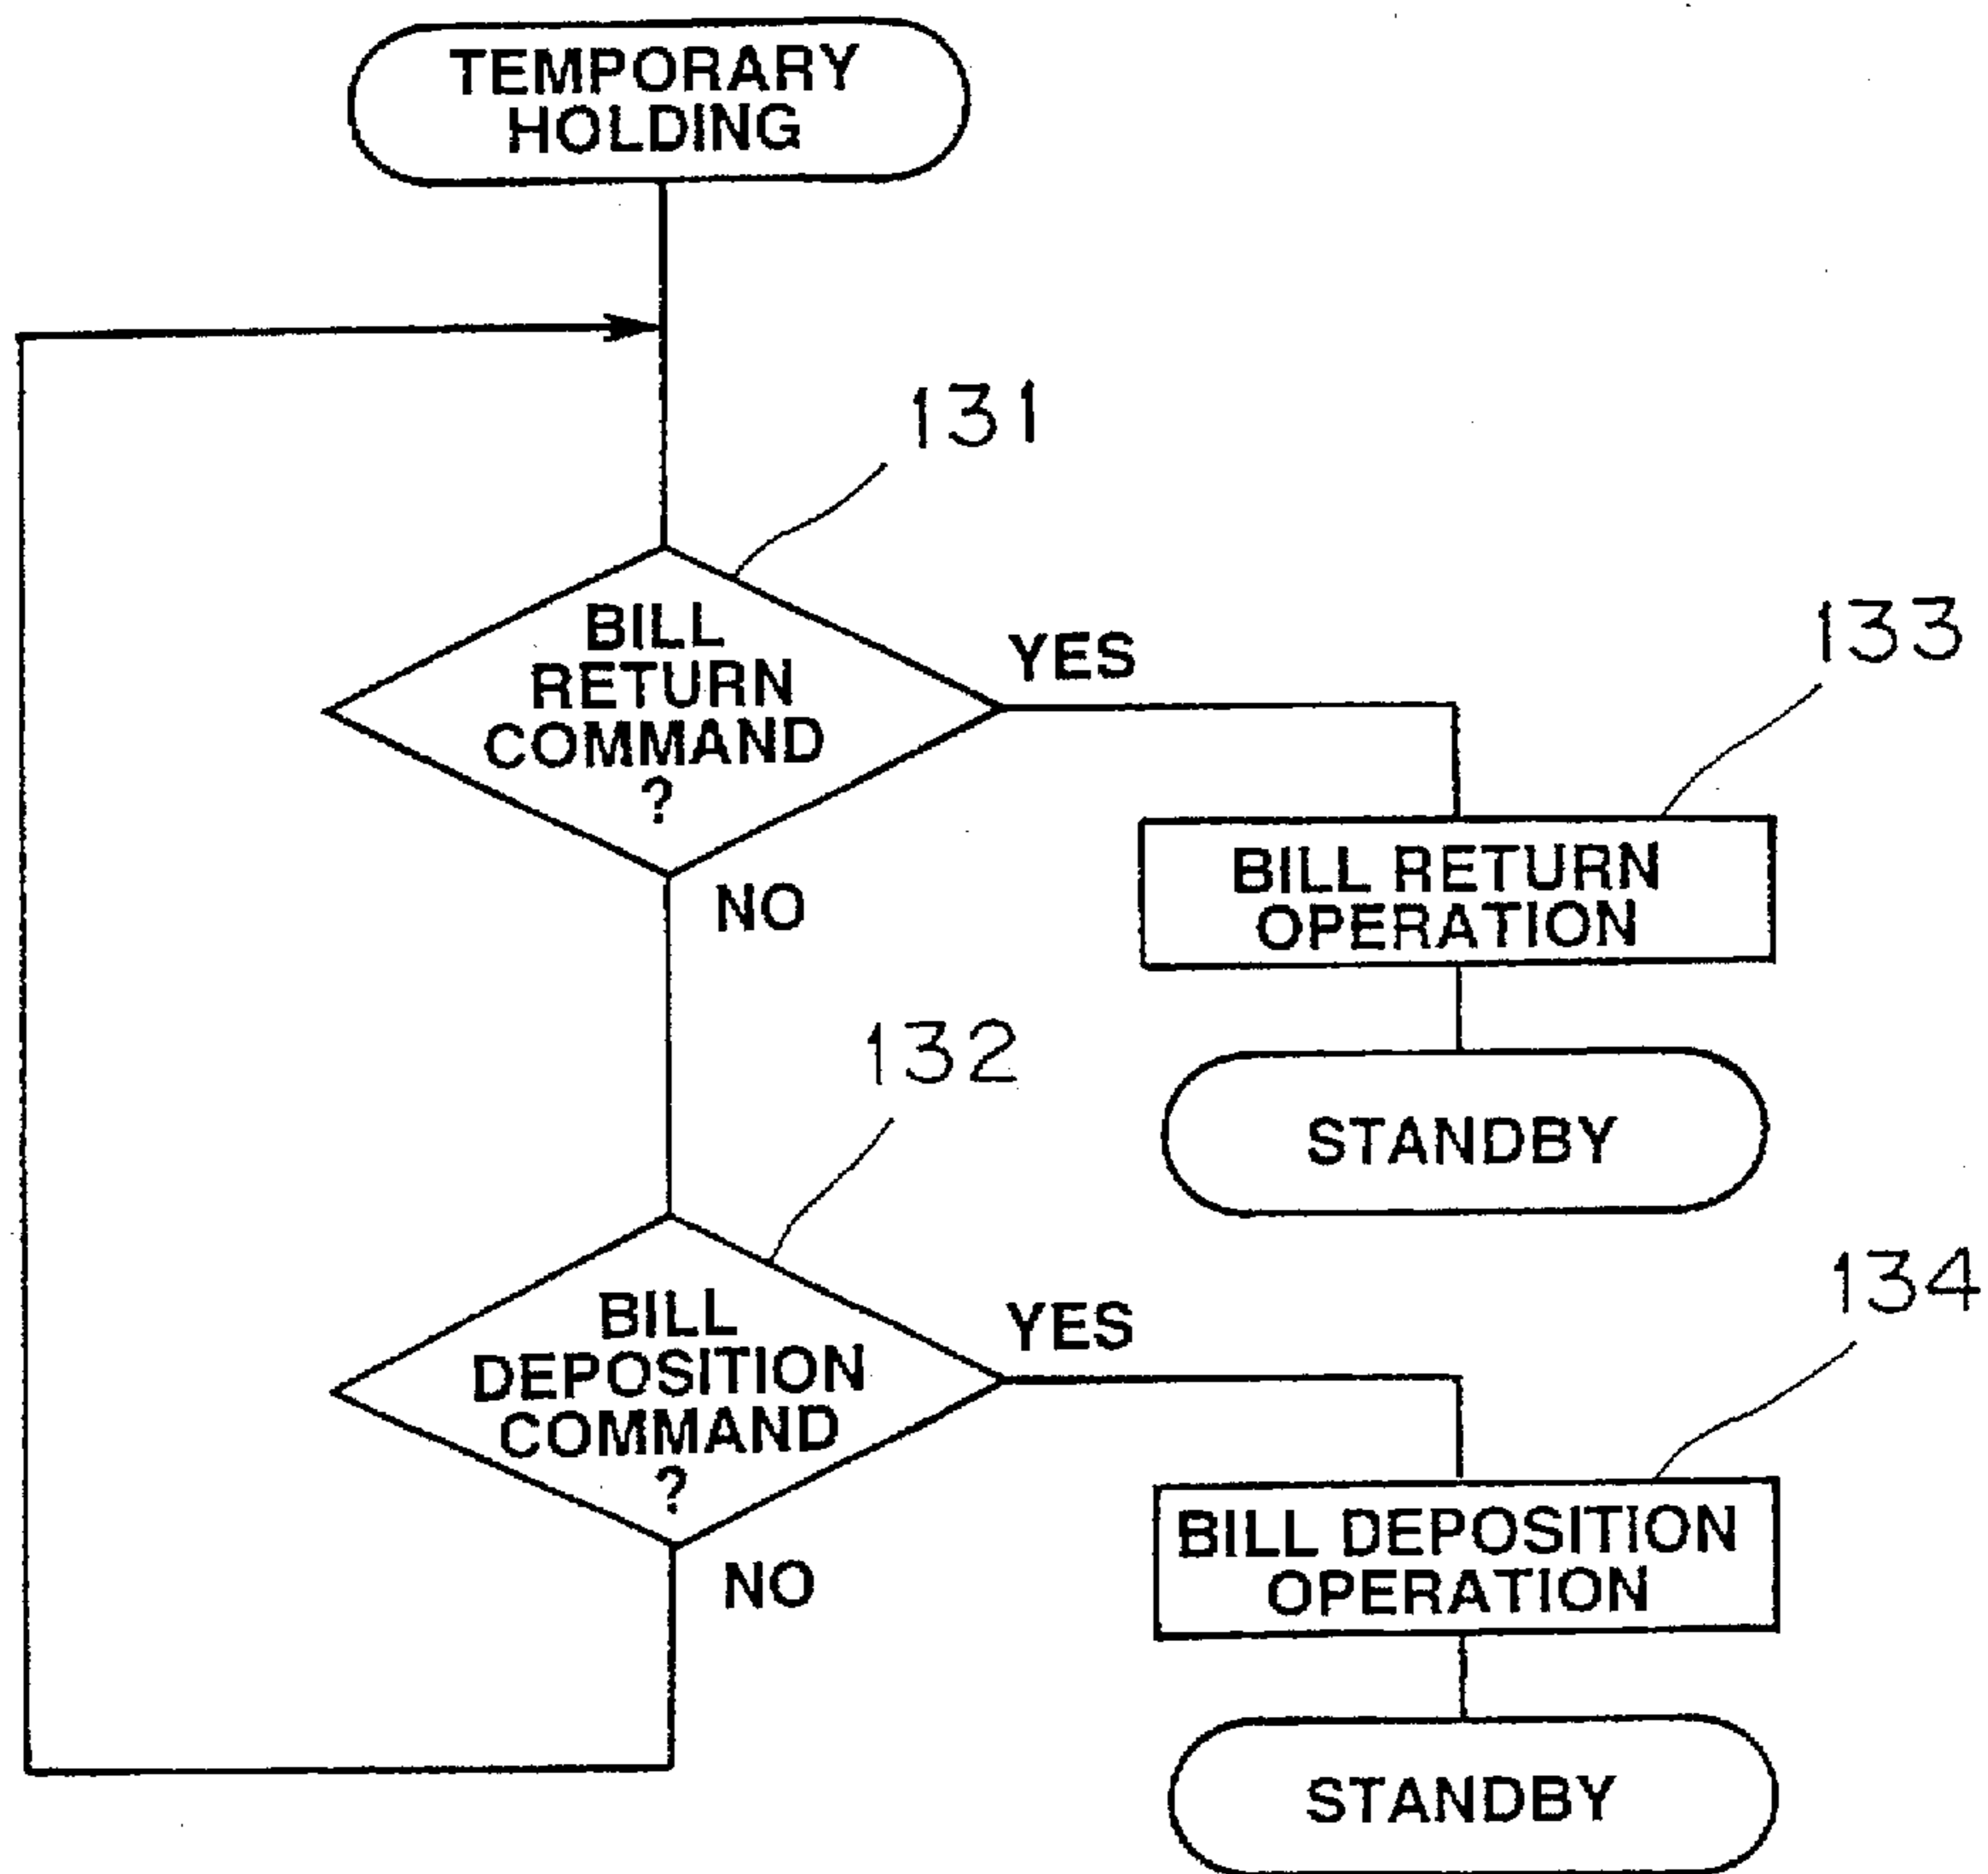 TEMPORARY
HOLDING
131
BILL
RETURN
COMMAND
?
YES
NO
133
BILL RETURN
OPERATION
STANDBY
132
BILL
DEPOSITION
COMMAND
?
YES
NO
134
BILL DEPOSITION
OPERATION
STANDBY